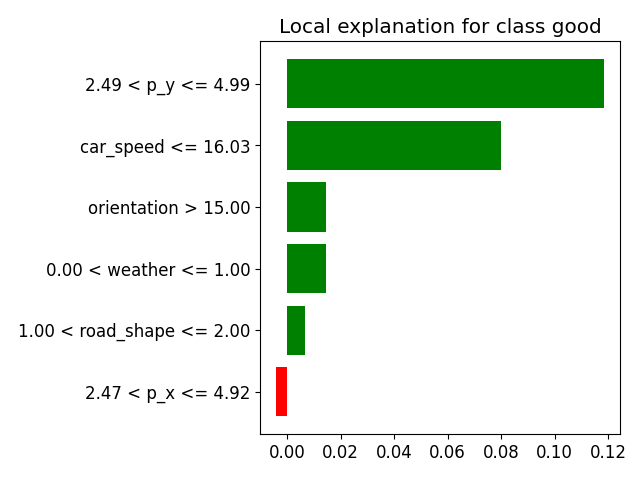 Local explanation for class good
2.49 < p_y <= 4.99
car_speed <= 16.03
orientation > 15.00
0.00 < weather <= 1.00
1.00 < road_shape <= 2.00
2.47 < p_x <= 4.92
0.00 0.02 0.04 0.06 0.08 0.10 0.12